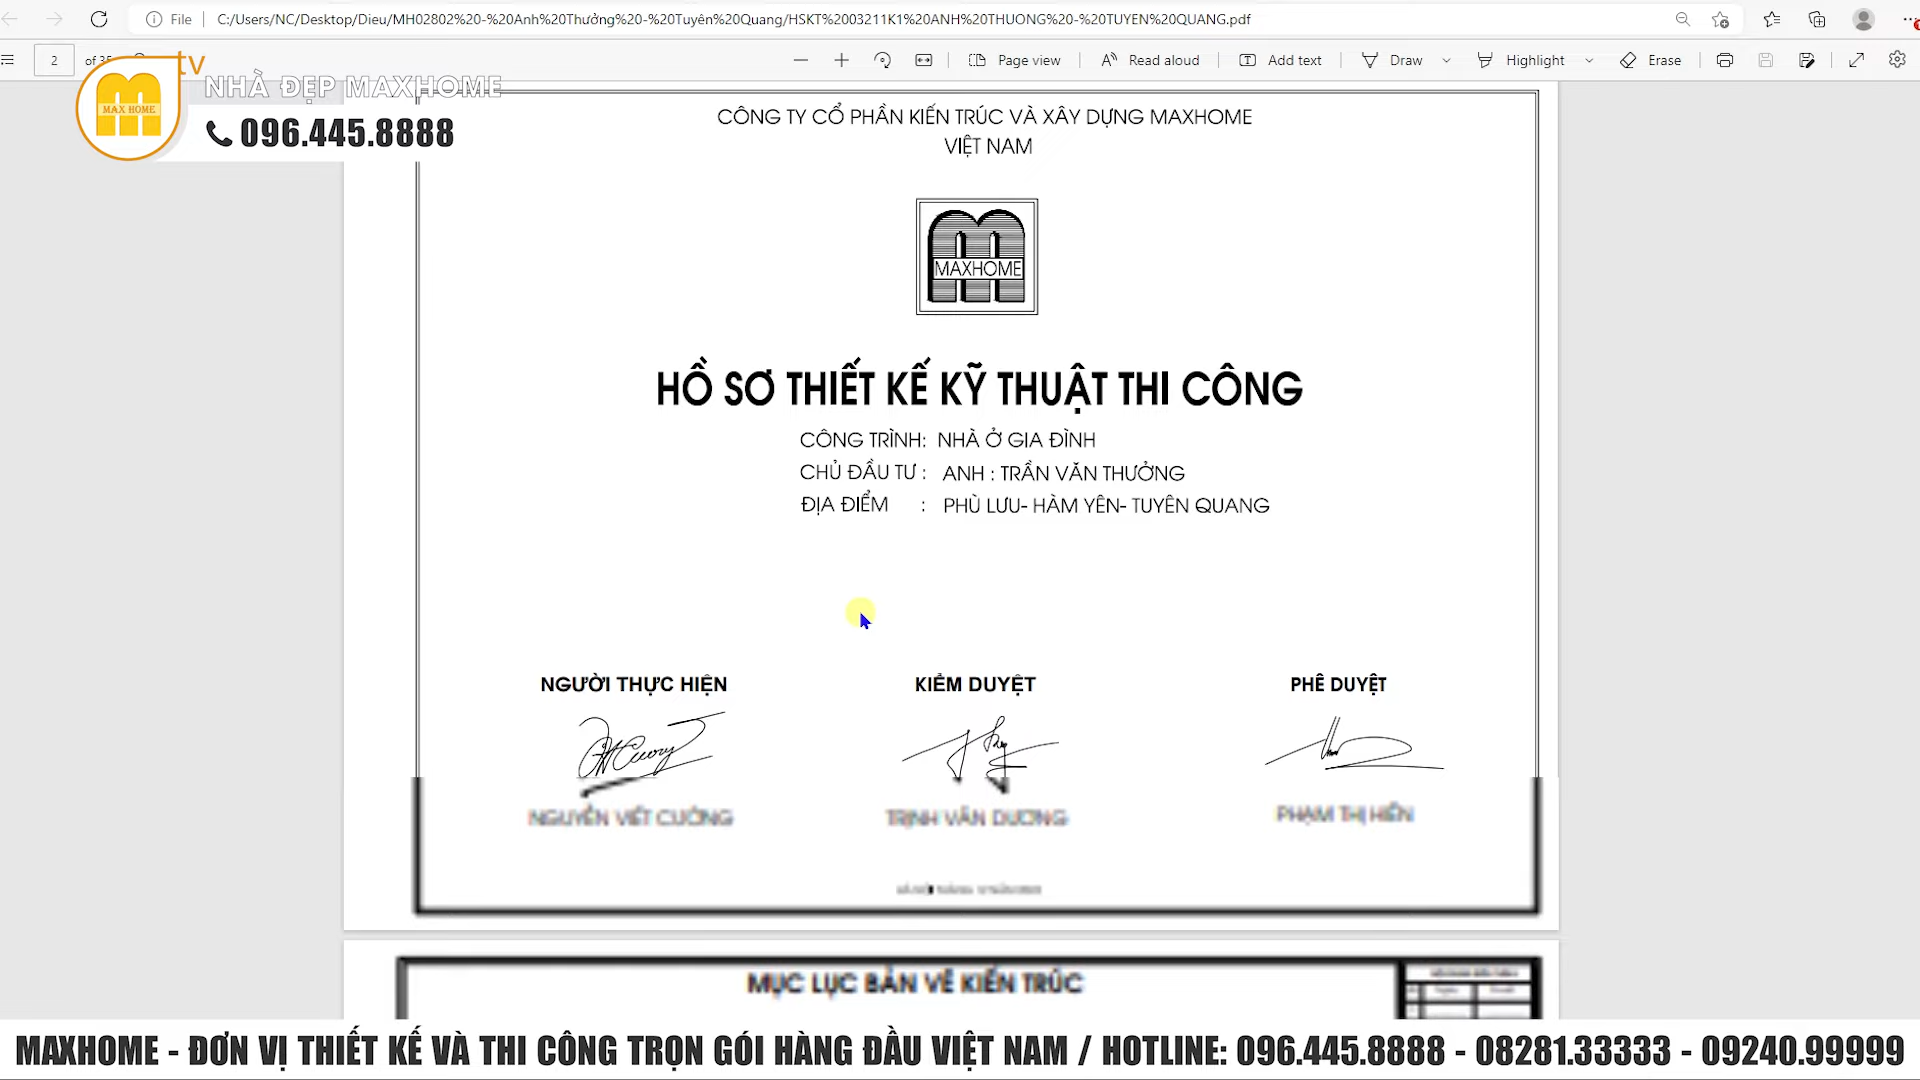 File
C:/Users/NC/Desktop/Dieu/MH02802%20-%20Anh%20Thưởng%20-%20Tuyên%20Quang/HSKT%2003211K1%20ANH%20THUONG%20-%20TUYEN%20QUANG.pdf
2
of 35
Page view
Read aloud
Add text
Draw
Highlight
Erase
tv
NHÀ ĐẸP MAXHOME
MAX HOME
096.445.8888
CÔNG TY CỔ PHẦN KIẾN TRÚC VÀ XÂY DỰNG MAXHOME
VIỆT NAM
MAXHOME
HỒ SƠ THIẾT KẾ KỸ THUẬT THI CÔNG
CÔNG TRÌNH: NHÀ Ở GIA ĐÌNH
CHỦ ĐẦU TƯ : ANH : TRẦN VĂN THƯỞNG
ĐỊA ĐIỂM : PHÙ LƯU- HÀM YÊN- TUYÊN QUANG
NGƯỜI THỰC HIỆN KIỂM DUYỆT PHÊ DUYỆT
NGUYỄN VIẾT CƯỜNG TRỊNH VĂN DƯƠNG PHẠM THỊ HIỀN
MỤC LỤC BẢN VẼ KIẾN TRÚC
MAXHOME - ĐƠN VỊ THIẾT KẾ VÀ THI CÔNG TRỌN GÓI HÀNG ĐẦU VIỆT NAM / HOTLINE: 096.445.8888 - 08281.33333 - 09240.99999